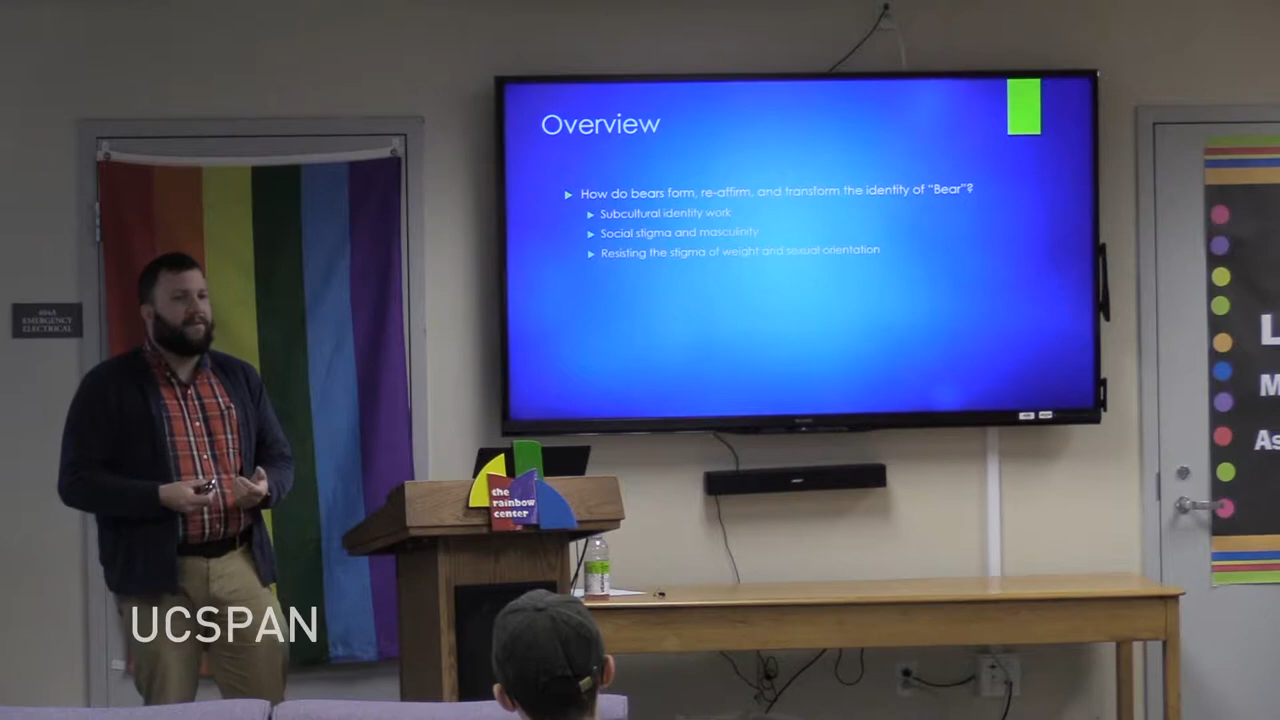 Overview
How do bears form, re-affirm, and transform the identity of "Bear"?
Subcultural identity work
Social stigma and masculinity
Resisting the stigma of weight and sexual orientation
EMERGENCY
ELECTRICAL
the
rainbow
center
L
M
As
UCSPAN